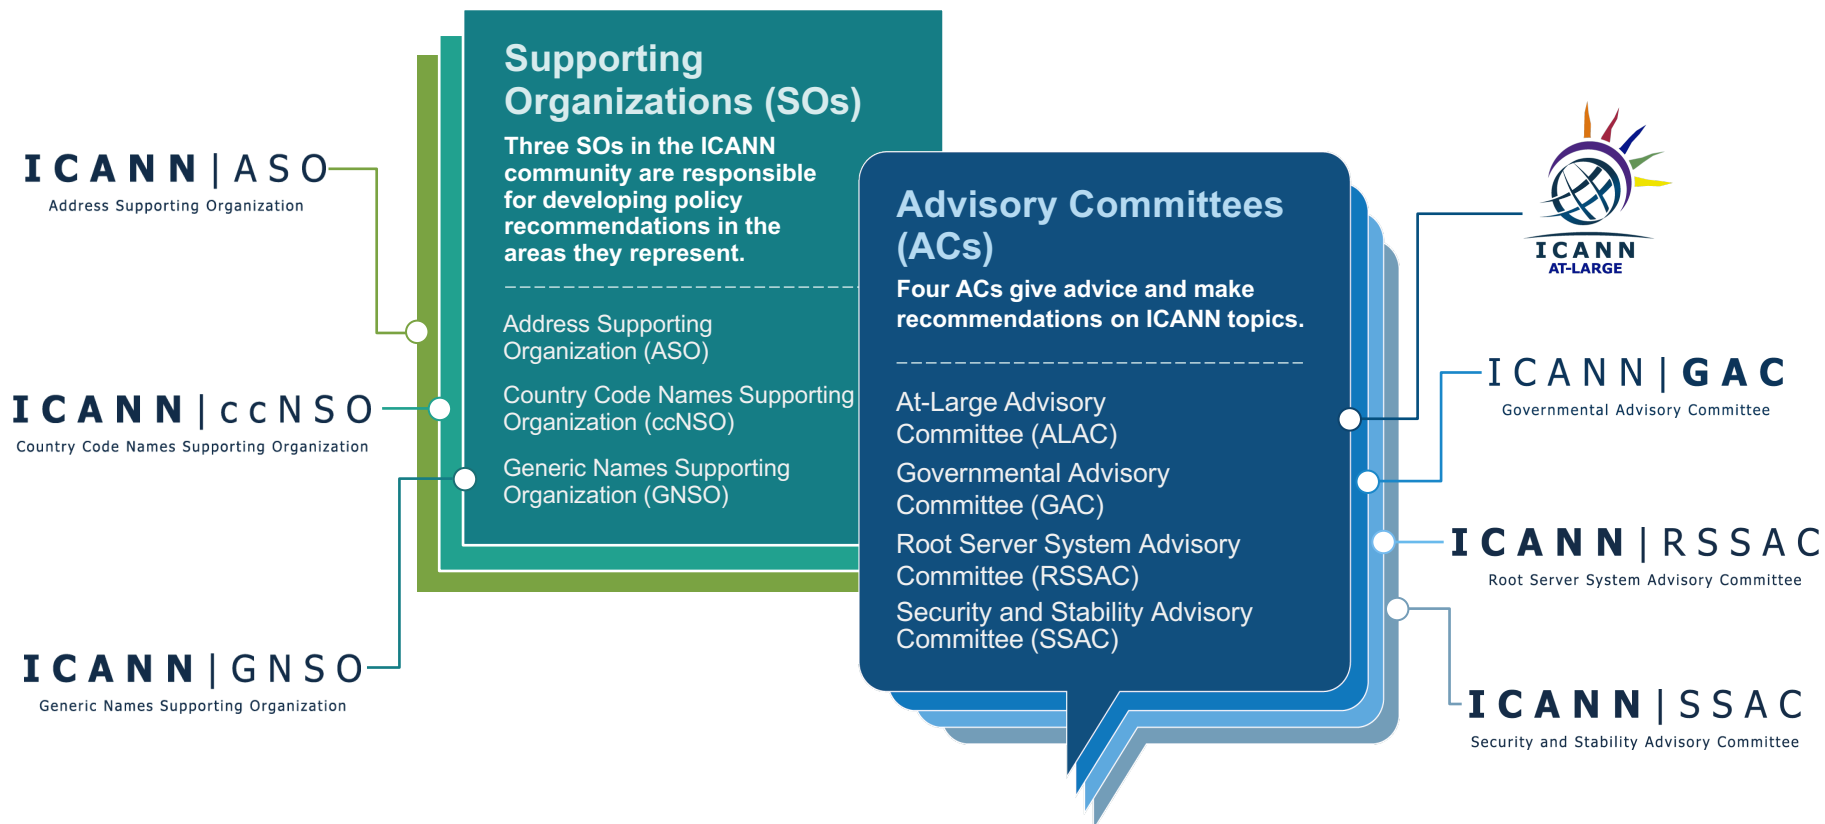 Supporting
Organizations (SOs)
Three SOs in the ICANN
community are responsible
for developing policy
recommendations in the
areas they represent.
Address Supporting
Organization (ASO)
Country Code Names Supporting
Organization (ccNSO)
Generic Names Supporting
Organization (GNSO)
ICANN|ASO
Address Supporting Organization
ICANN|ccNSO
Country Code Names Supporting Organization
ICANN|GNSO
Generic Names Supporting Organization
Advisory Committees
(ACs)
Four ACs give advice and make
recommendations on ICANN topics.
At-Large Advisory
Committee (ALAC)
Governmental Advisory
Committee (GAC)
Root Server System Advisory
Committee (RSSAC)
Security and Stability Advisory
Committee (SSAC)
ICANN
AT-LARGE
ICANN|GAC
Governmental Advisory Committee
ICANN|RSSAC
Root Server System Advisory Committee
ICANN|SSAC
Security and Stability Advisory Committee